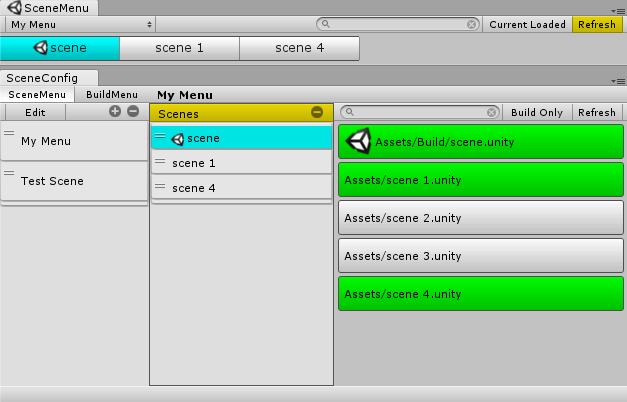 SceneMenu
My Menu Current Loaded Refresh
scene scene 1 scene 4
SceneConfig
SceneMenu BuildMenu My Menu
Edit Scenes Build Only Refresh
My Menu
Test Scene
scene
scene 1
scene 4
Assets/Build/scene.unity
Assets/scene 1.unity
Assets/scene 2.unity
Assets/scene 3.unity
Assets/scene 4.unity